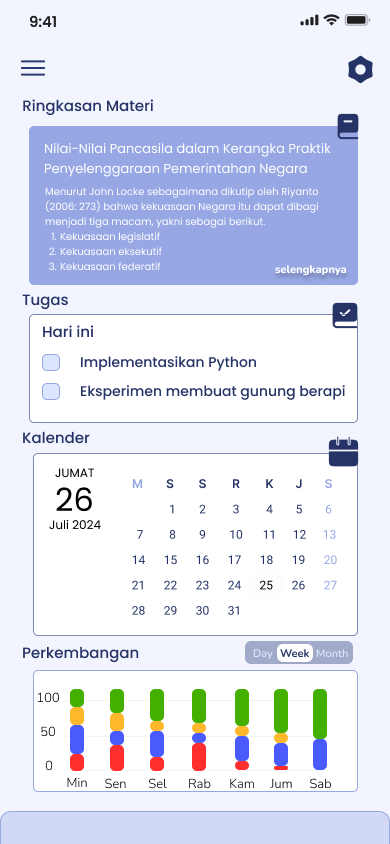 9:41
Ringkasan Materi
Nilai-Nilai Pancasila dalam Kerangka Praktik
Penyelenggaraan Pemerintahan Negara
Menurut John Locke sebagaimana dikutip oleh Riyanto
(2006: 273) bahwa kekuasaan Negara itu dapat dibagi
menjadi tiga macam, yakni sebagai berikut.
1. Kekuasaan legislatif
2. Kekuasaan eksekutif
3. Kekuasaan federatif
selengkapnya
Tugas
Hari ini
Implementasikan Python
Eksperimen membuat gunung berapi
Kalender
JUMAT
26
Juli 2024
M S S R K J S
1 2 3 4 5 6
7 8 9 10 11 12 13
14 15 16 17 18 19 20
21 22 23 24 25 26 27
28 29 30 31
Perkembangan
Day Week Month
100
50
0
Min Sen Sel Rab Kam Jum Sab